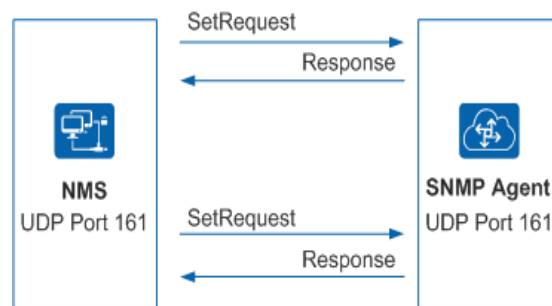 SetRequest
Response
NMS
UDP Port 161
SNMP Agent
UDP Port 161
SetRequest
Response